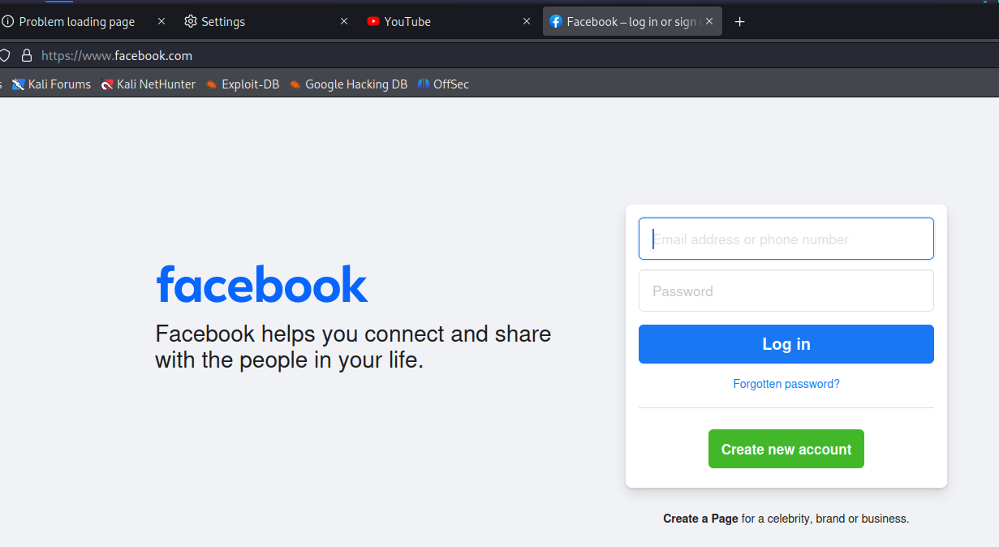 Problem loading page
Settings
YouTube
Facebook – log in or sign
https://www.facebook.com
Kali Forums
Kali NetHunter
Exploit-DB
Google Hacking DB
OffSec
facebook
Facebook helps you connect and share
with the people in your life.
Email address or phone number
Password
Log in
Forgotten password?
Create new account
Create a Page for a celebrity, brand or business.